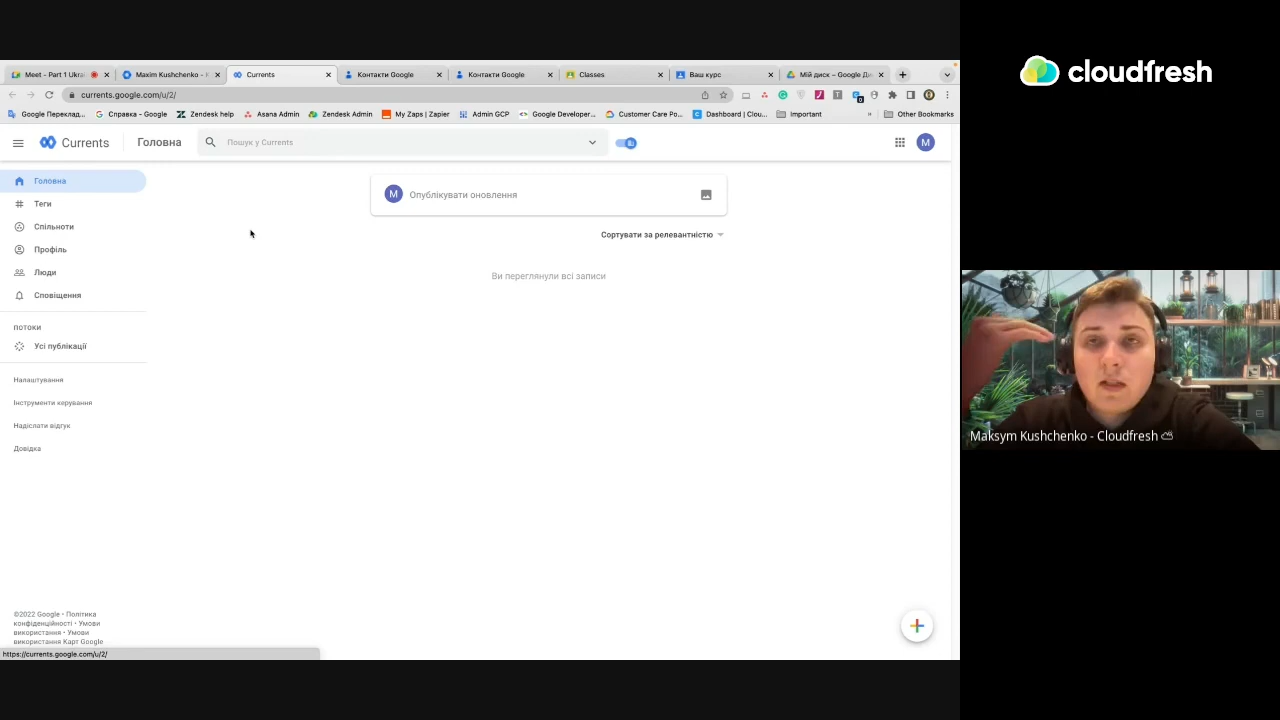 cloudfresh
Meet – Part 1 Ukra
Maxim Kushchenko -
Currents
Контакти Google
Контакти Google
Classes
Ваш курс
Мій диск – Google Ди
currents.google.com/u/2/
Google Переклад...
Справка – Google
Zendesk help
Asana Admin
Zendesk Admin
My Zaps | Zapier
Admin GCP
Google Developer...
Customer Care Po...
Dashboard | Clou...
Important
»
Other Bookmarks
Currents
Головна
Пошук у Currents
M
Головна
Теги
Спільноти
Профіль
Люди
Сповіщення
ПОТОКИ
Усі публікації
Налаштування
Інструменти керування
Надіслати відгук
Довідка
M
Опублікувати оновлення
Сортувати за релевантністю
Ви переглянули всі записи
©2022 Google • Політика
конфіденційності • Умови
використання • Умови
використання Карт Google
https://currents.google.com/u/2/
Maksym Kushchenko - Cloudfresh